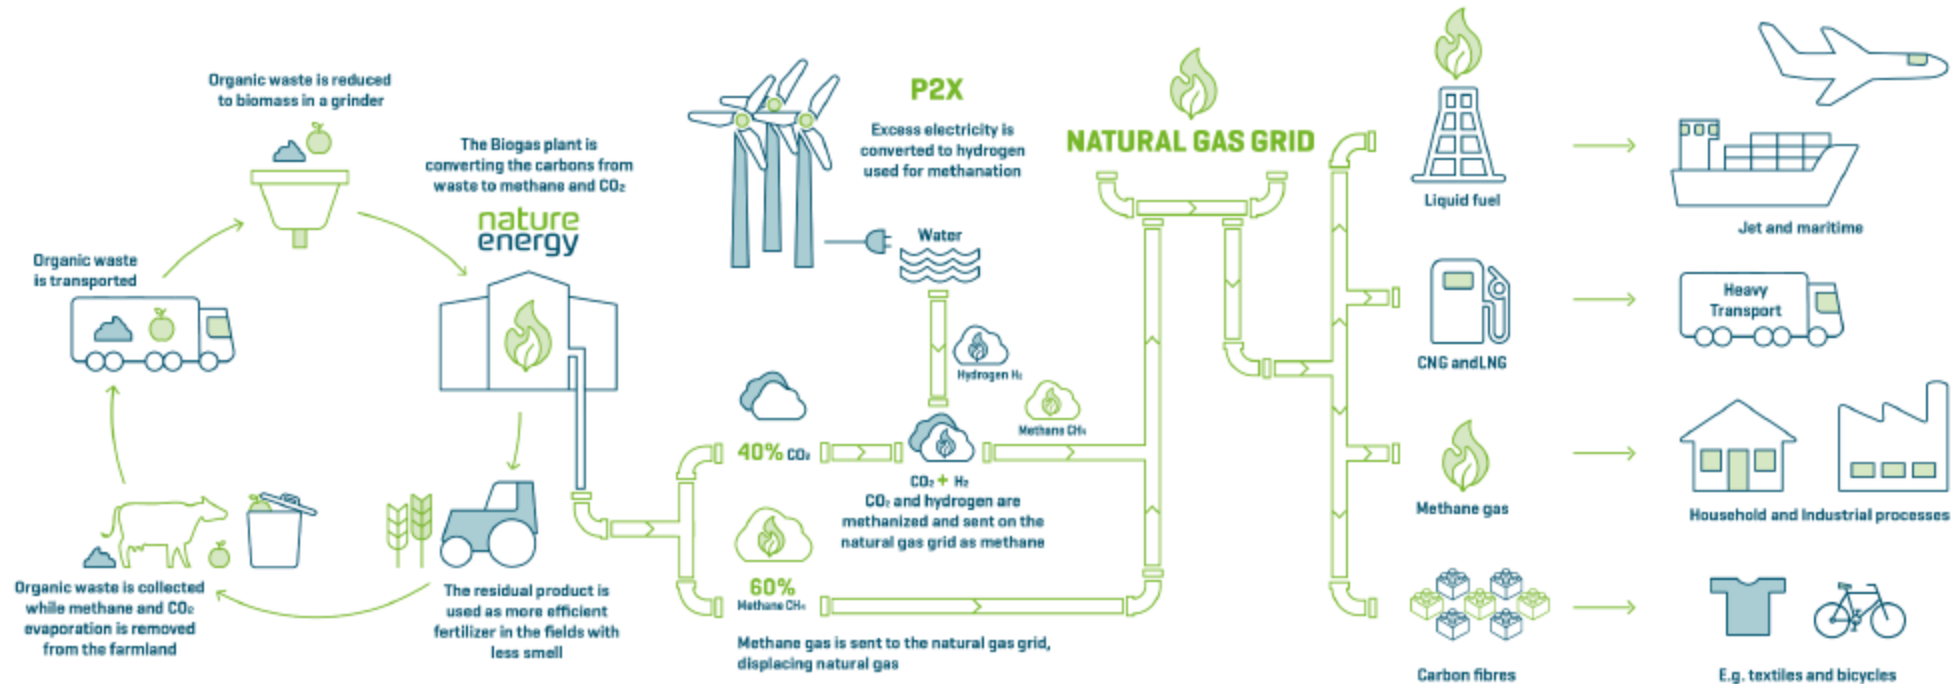 Organic waste is reduced
to biomass in a grinder
The Biogas plant is
converting the carbons from
waste to methane and CO₂
nature
energy
Organic waste
is transported
Organic waste is collected
while methane and CO₂
evaporation is removed
from the farmland
The residual product is
used as more efficient
fertilizer in the fields with
less smell
P2X
Excess electricity is
converted to hydrogen
used for methanation
Water
Hydrogen H₂
Methane CH₄
40% CO₂
CO₂ + H₂
CO₂ and hydrogen are
methanized and sent on the
natural gas grid as methane
60%
Methane CH₄
Methane gas is sent to the natural gas grid,
displacing natural gas
NATURAL GAS GRID
Liquid fuel
Jet and maritime
CNG andLNG
Heavy
Transport
Methane gas
Household and Industrial processes
Carbon fibres
E.g. textiles and bicycles